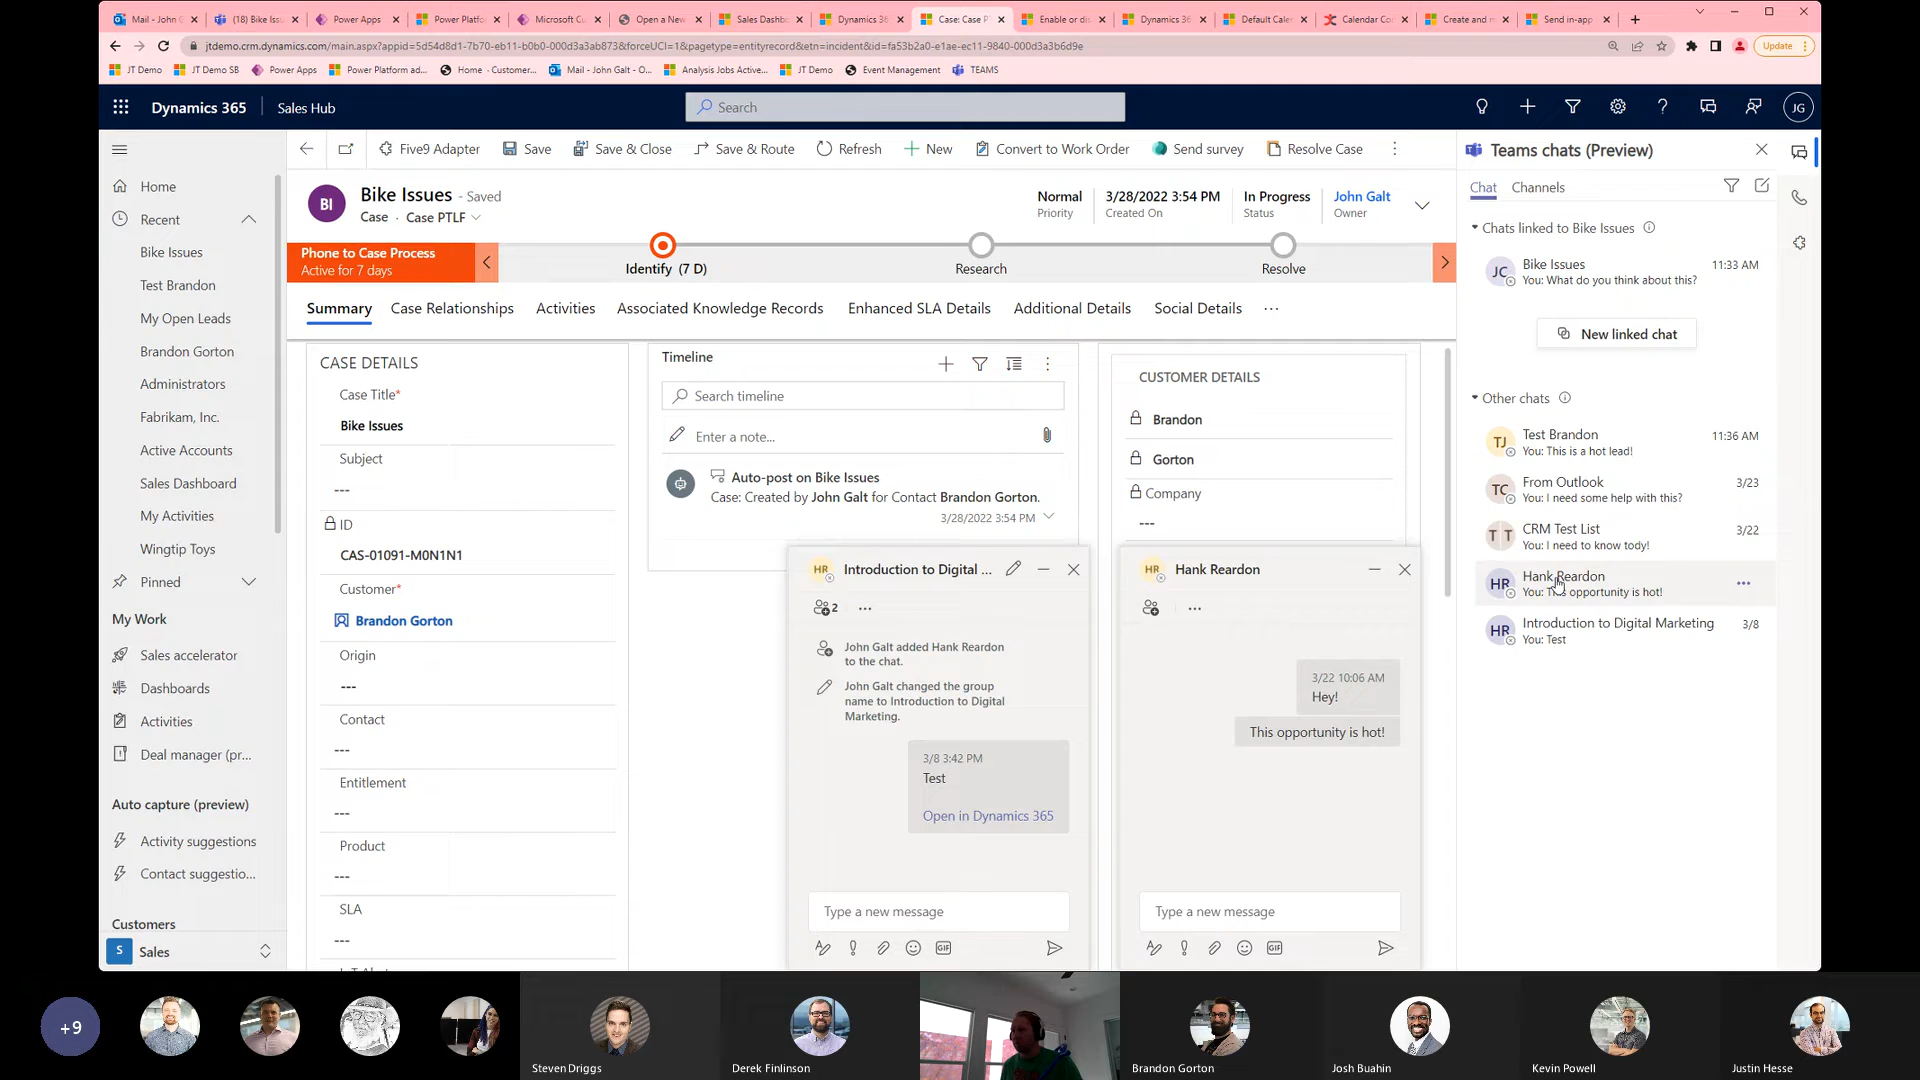 Mail - John G
(18) Bike Issu
Power Apps
Power Platfo
Microsoft Cu
Open a New
Sales Dashb
Dynamics 36
Case: Case P
Enable or di
Dynamics 36
Default Cale
Calendar Co
Create and m
Send in-app
jtdemo.crm.dynamics.com/main.aspx?appid=5d54d8d1-7b70-eb11-b0b0-000d3a3ab873&forceUCI=1&pagetype=entityrecord&etn=incident&id=fa53b2a0-e1ae-ec11-9840-000d3a3b6d9e
Update
JT Demo
JT Demo SB
Power Apps
Power Platform ad...
Home - Customer...
Mail - John Galt - O...
Analysis Jobs Active...
JT Demo
Event Management
TEAMS
Dynamics 365
Sales Hub
Search
JG
Home
Recent
Bike Issues
Test Brandon
My Open Leads
Brandon Gorton
Administrators
Fabrikam, Inc.
Active Accounts
Sales Dashboard
My Activities
Wingtip Toys
Pinned
My Work
Sales accelerator
Dashboards
Activities
Deal manager (pr...
Auto capture (preview)
Activity suggestions
Contact suggestio...
Customers
S Sales
Five9 Adapter
Save
Save & Close
Save & Route
Refresh
New
Convert to Work Order
Send survey
Resolve Case
BI
Bike Issues - Saved
Case · Case PTLF
Normal
Priority
3/28/2022 3:54 PM
Created On
In Progress
Status
John Galt
Owner
Phone to Case Process
Active for 7 days
Identify (7 D)
Research
Resolve
Summary
Case Relationships
Activities
Associated Knowledge Records
Enhanced SLA Details
Additional Details
Social Details
...
CASE DETAILS
Case Title*
Bike Issues
Subject
---
ID
CAS-01091-M0N1N1
Customer*
Brandon Gorton
Origin
---
Contact
---
Entitlement
---
Product
---
SLA
---
Timeline
Search timeline
Enter a note...
Auto-post on Bike Issues
Case: Created by John Galt for Contact Brandon Gorton.
3/28/2022 3:54 PM
CUSTOMER DETAILS
Brandon
Gorton
Company
---
HR
Introduction to Digital ...
2
...
John Galt added Hank Reardon
to the chat.
John Galt changed the group
name to Introduction to Digital
Marketing.
3/8 3:42 PM
Test
Open in Dynamics 365
Type a new message
GIF
HR
Hank Reardon
...
3/22 10:06 AM
Hey!
This opportunity is hot!
Type a new message
GIF
Teams chats (Preview)
Chat
Channels
Chats linked to Bike Issues
JC
Bike Issues
11:33 AM
You: What do you think about this?
New linked chat
Other chats
TJ
Test Brandon
11:36 AM
You: This is a hot lead!
TC
From Outlook
3/23
You: I need some help with this?
TT
CRM Test List
3/22
You: I need to know tody!
HR
Hank Reardon
...
You: This opportunity is hot!
HR
Introduction to Digital Marketing
3/8
You: Test
+9
Steven Driggs
Derek Finlinson
Brandon Gorton
Josh Buahin
Kevin Powell
Justin Hesse